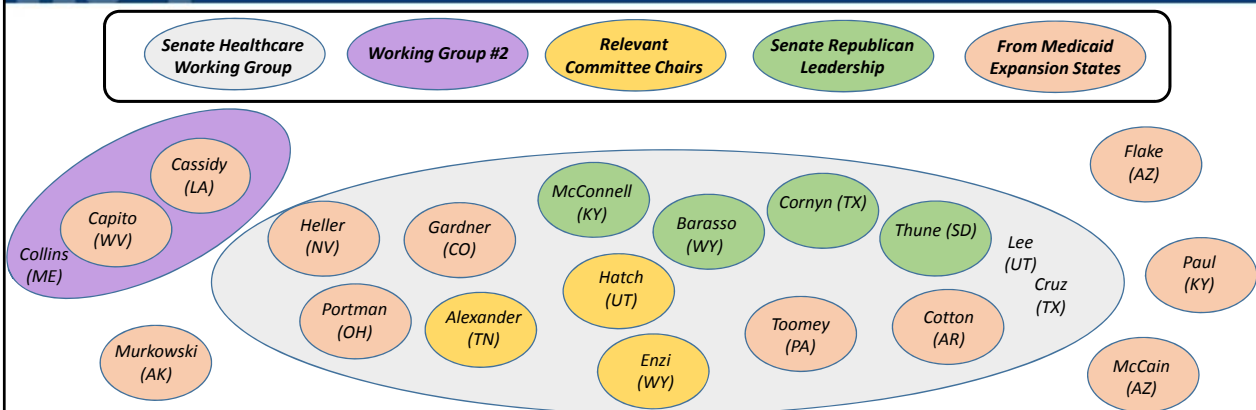 Senate Healthcare
Working Group
Working Group #2
Relevant
Committee Chairs
Senate Republican
Leadership
From Medicaid
Expansion States
Cassidy
(LA)
Capito
(WV)
Collins
(ME)
Murkowski
(AK)
Heller
(NV)
Gardner
(CO)
Portman
(OH)
Alexander
(TN)
McConnell
(KY)
Barasso
(WY)
Cornyn (TX)
Thune (SD)
Lee
(UT)
Cruz
(TX)
Hatch
(UT)
Enzi
(WY)
Toomey
(PA)
Cotton
(AR)
Flake
(AZ)
Paul
(KY)
McCain
(AZ)